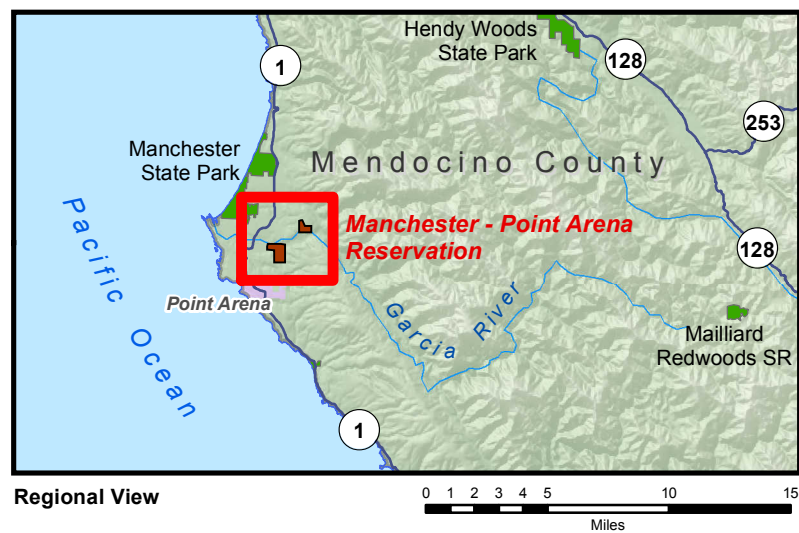 Hendy Woods
State Park
1
128
253
Manchester
State Park
Mendocino County
Pacific Ocean
Manchester - Point Arena
Reservation
128
Point Arena
Garcia River
Mailliard
Redwoods SR
1
Regional View
0 1 2 3 4 5 10 15
Miles